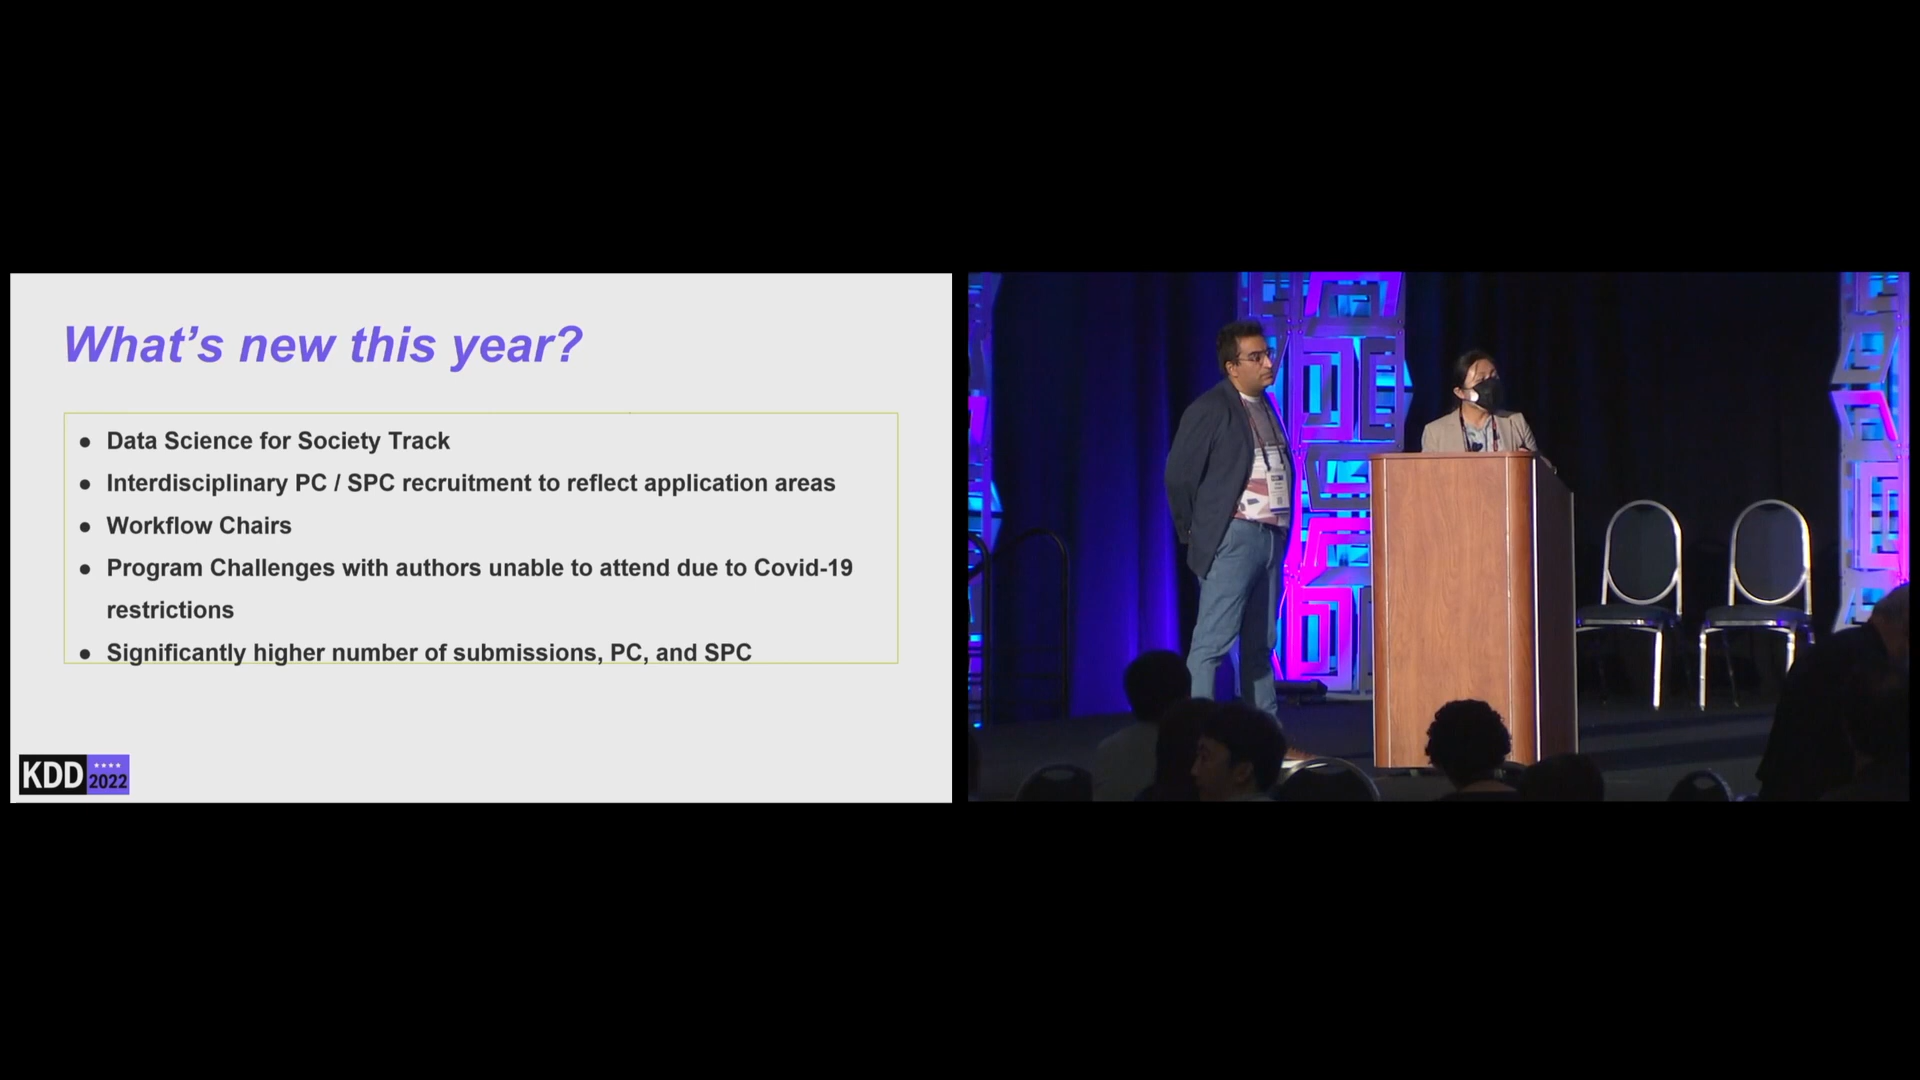 What's new this year?
● Data Science for Society Track
● Interdisciplinary PC / SPC recruitment to reflect application areas
● Workflow Chairs
● Program Challenges with authors unable to attend due to Covid-19
restrictions
● Significantly higher number of submissions, PC, and SPC
KDD 2022